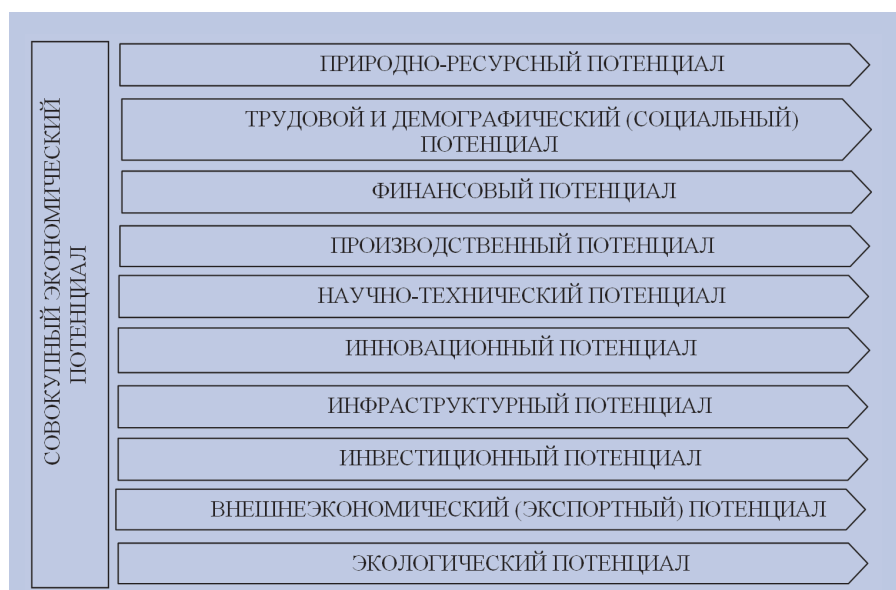 СОВОКУПНЫЙ ЭКОНОМИЧЕСКИЙ
ПОТЕНЦИАЛ
ПРИРОДНО-РЕСУРСНЫЙ ПОТЕНЦИАЛ
ТРУДОВОЙ И ДЕМОГРАФИЧЕСКИЙ (СОЦИАЛЬНЫЙ)
ПОТЕНЦИАЛ
ФИНАНСОВЫЙ ПОТЕНЦИАЛ
ПРОИЗВОДСТВЕННЫЙ ПОТЕНЦИАЛ
НАУЧНО-ТЕХНИЧЕСКИЙ ПОТЕНЦИАЛ
ИННОВАЦИОННЫЙ ПОТЕНЦИАЛ
ИНФРАСТРУКТУРНЫЙ ПОТЕНЦИАЛ
ИНВЕСТИЦИОННЫЙ ПОТЕНЦИАЛ
ВНЕШНЕЭКОНОМИЧЕСКИЙ (ЭКСПОРТНЫЙ) ПОТЕНЦИАЛ
ЭКОЛОГИЧЕСКИЙ ПОТЕНЦИАЛ